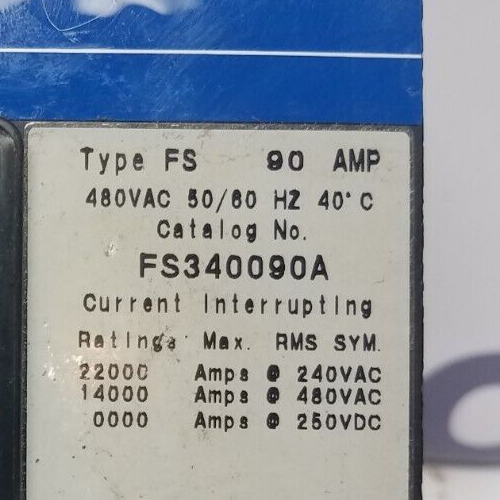 Type FS 90 AMP
480VAC 50/60 HZ 40°C
Catalog No.
FS340090A
Current Interrupting
Ratings Max. RMS SYM.
22000 Amps @ 240VAC
14000 Amps @ 480VAC
0000 Amps @ 250VDC